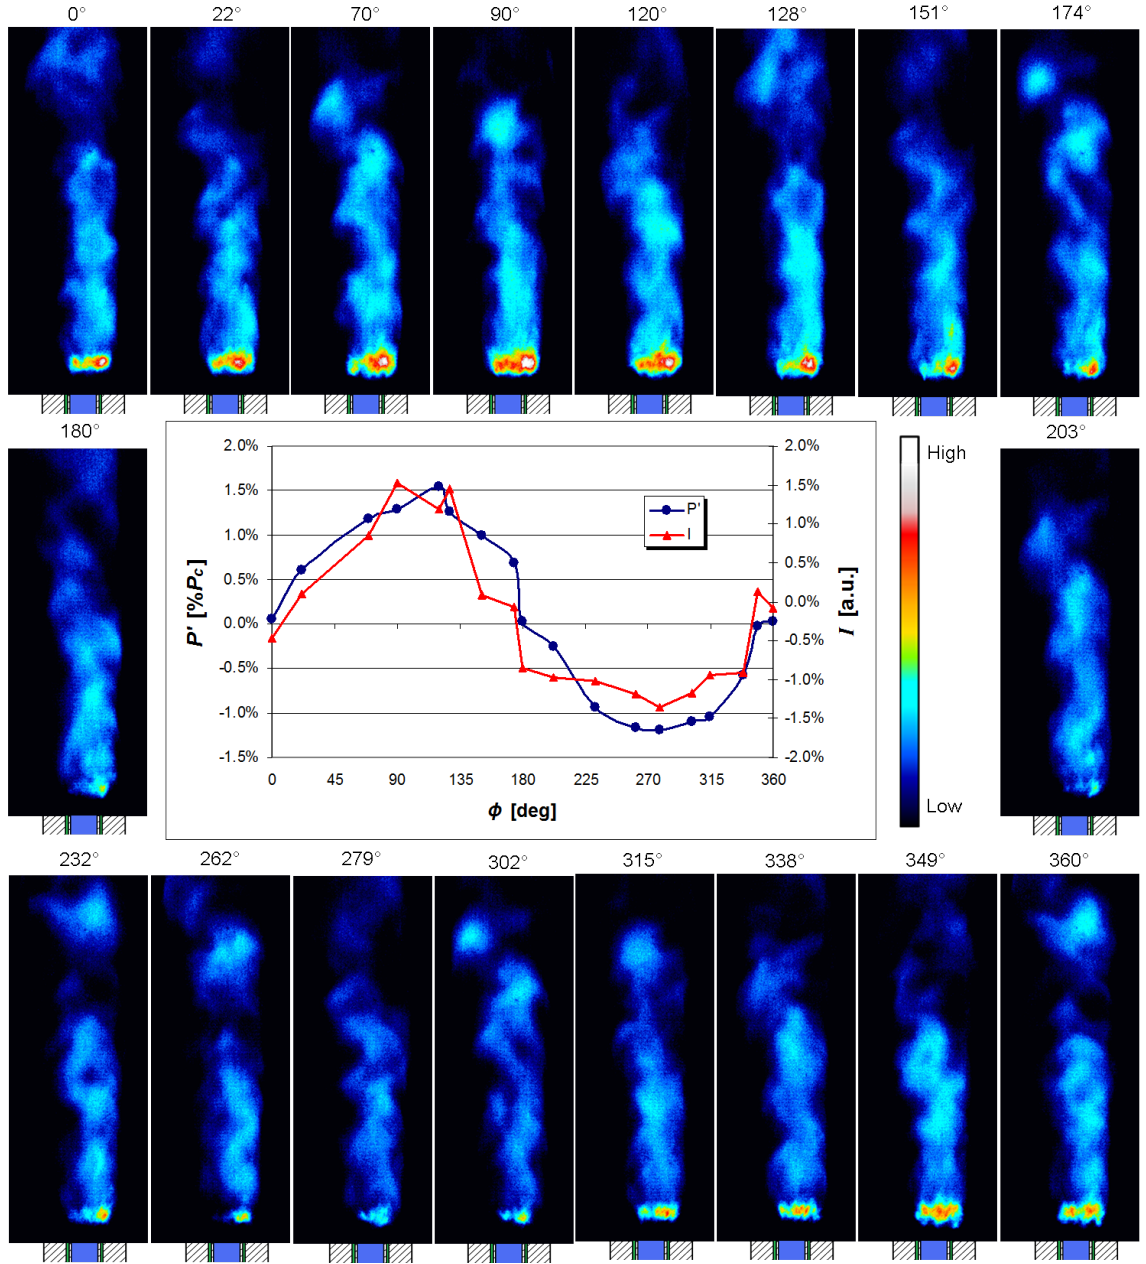 0° 22° 70° 90° 120° 128° 151° 174°
180°
203°
2.0%
1.5%
1.0%
0.5%
0.0%
-0.5%
-1.0%
-1.5%
P' [%Pc]
2.0%
1.5%
1.0%
0.5%
0.0%
-0.5%
-1.0%
-1.5%
-2.0%
I [a.u.]
P'
I
0 45 90 135 180 225 270 315 360
ϕ [deg]
High
Low
232° 262° 279° 302° 315° 338° 349° 360°